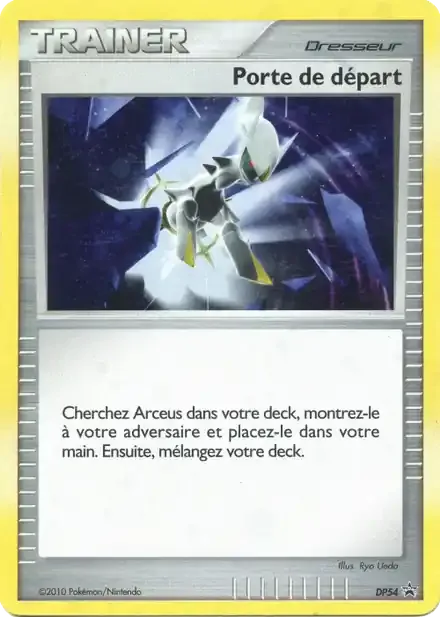 TRAINER
Dresseur
Porte de départ
Cherchez Arceus dans votre deck, montrez-le
à votre adversaire et placez-le dans votre
main. Ensuite, mélangez votre deck.
Illus. Ryo Ueda
©2010 Pokémon/Nintendo
DP54